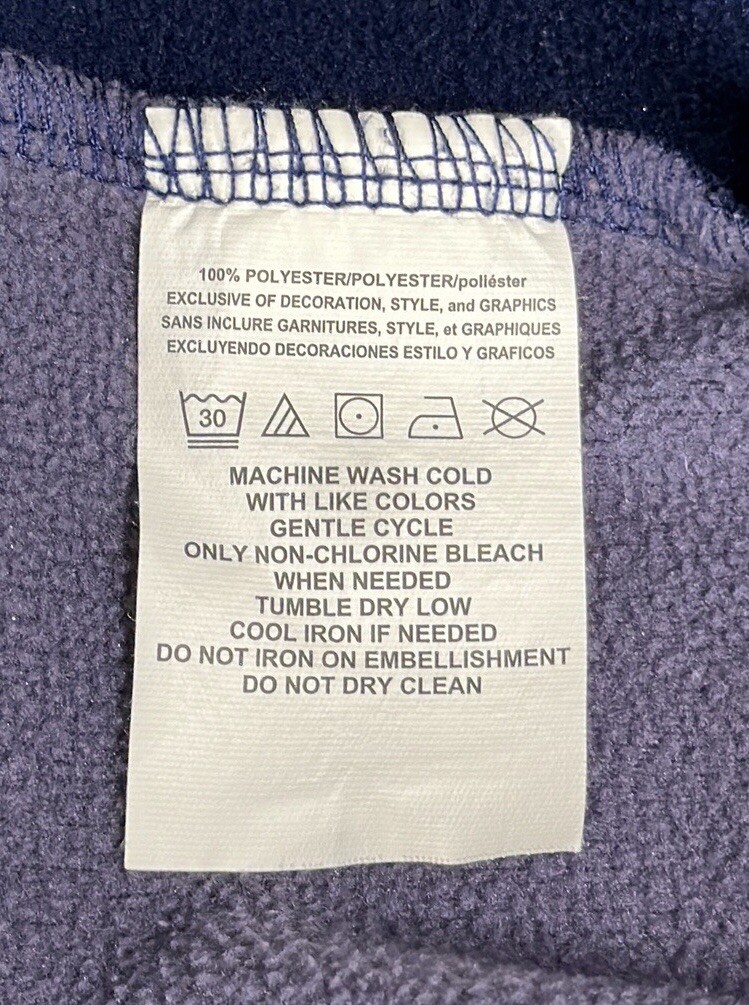 100% POLYESTER/POLYESTER/poliéster
EXCLUSIVE OF DECORATION, STYLE, and GRAPHICS
SANS INCLURE GARNITURES, STYLE, et GRAPHIQUES
EXCLUYENDO DECORACIONES ESTILO Y GRAFICOS
30
MACHINE WASH COLD
WITH LIKE COLORS
GENTLE CYCLE
ONLY NON-CHLORINE BLEACH
WHEN NEEDED
TUMBLE DRY LOW
COOL IRON IF NEEDED
DO NOT IRON ON EMBELLISHMENT
DO NOT DRY CLEAN